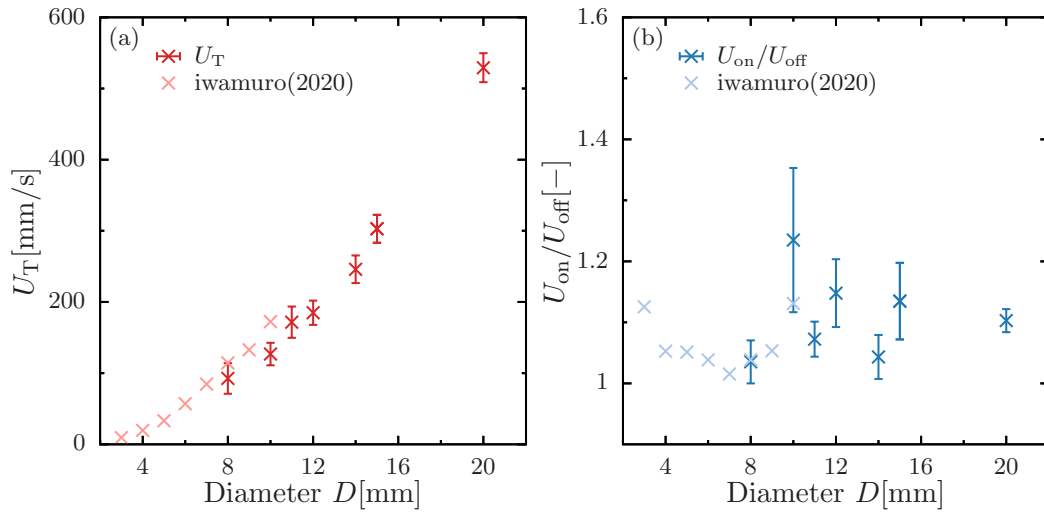 (a)
U_T
iwamuro(2020)
600
400
200
0
4 8 12 16 20
U_T[mm/s]
Diameter D[mm]
(b)
U_on/U_off
iwamuro(2020)
1.6
1.4
1.2
1
4 8 12 16 20
U_on/U_off[−]
Diameter D[mm]